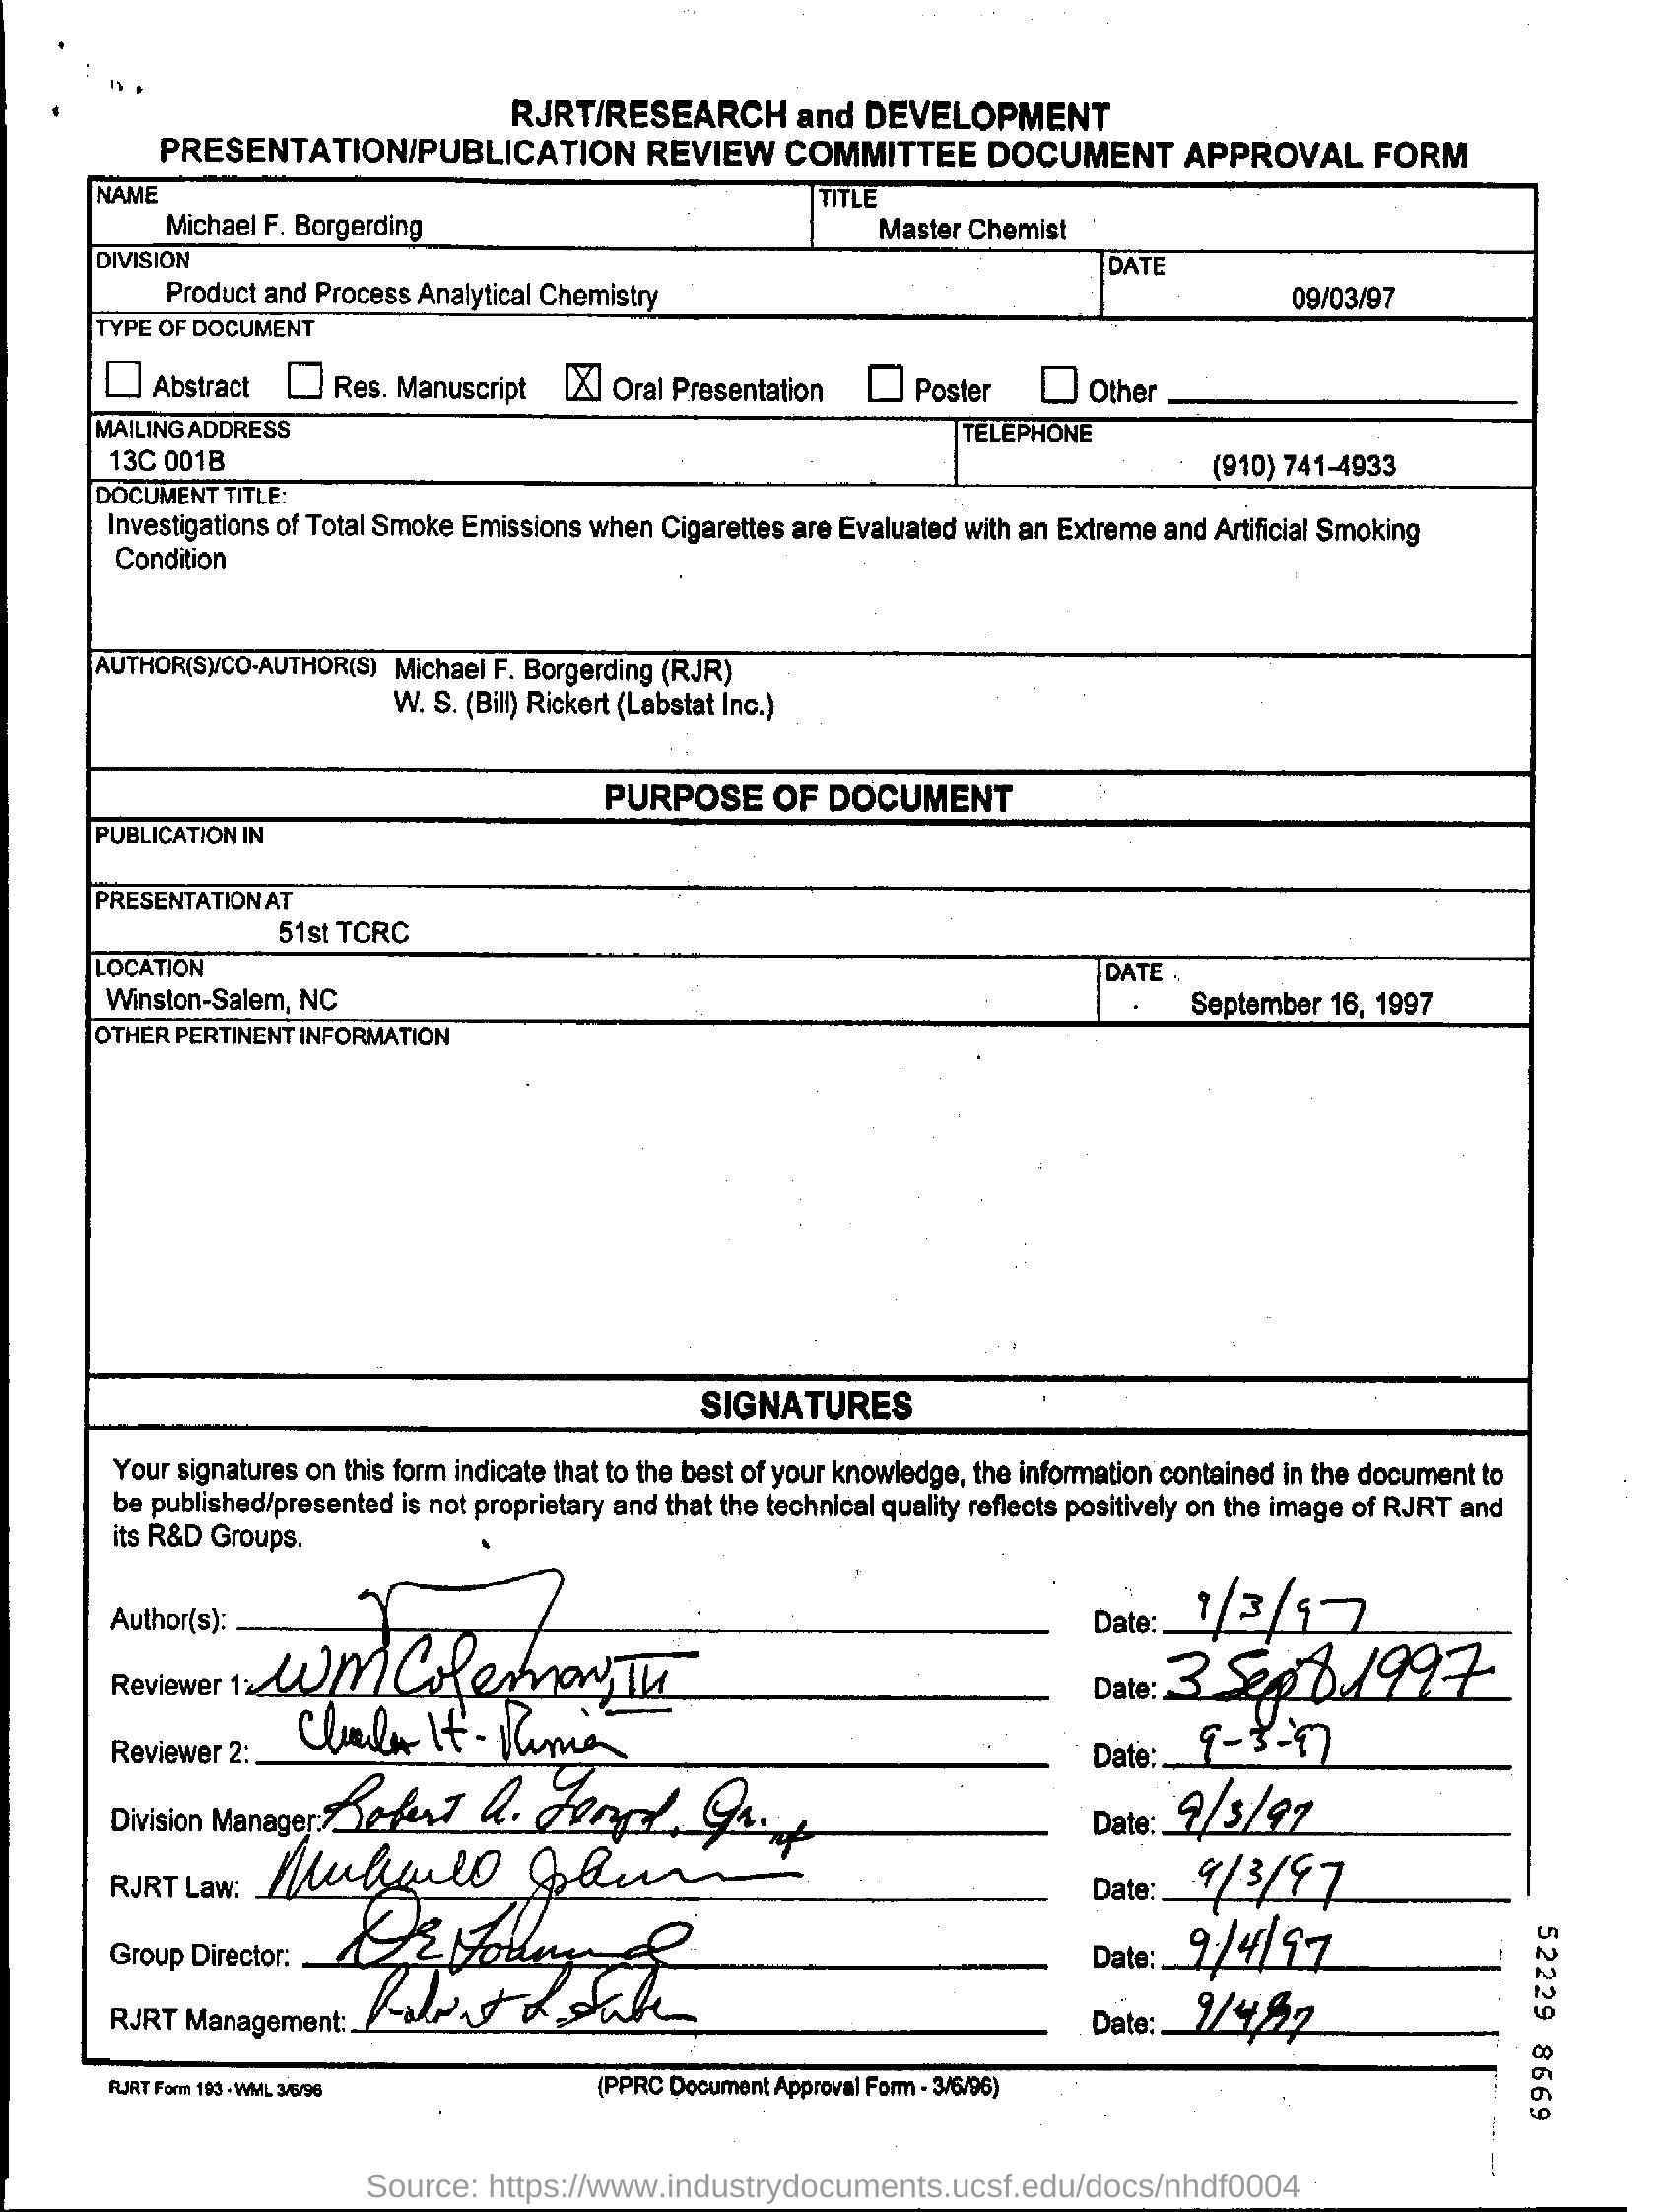 RJRT/RESEARCH and DEVELOPMENT
PRESENTATION/PUBLICATION REVIEW COMMITTEE DOCUMENT APPROVAL FORM
NAME
Michael F. Borgerding
TITLE
Master Chemist
DIVISION
Product and Process Analytical Chemistry
DATE
09/03/97
TYPE OF DOCUMENT
Abstract Res. Manuscript Oral Presentation Poster Other
MAILING ADDRESS
13C 001B
TELEPHONE
(910) 741-4933
DOCUMENT TITLE:
Investigations of Total Smoke Emissions when Cigarettes are Evaluated with an Extreme and Artificial Smoking
Condition
AUTHOR(S)/CO-AUTHOR(S) Michael F. Borgerding (RJR)
W. S. (Bill) Rickert (Labstat Inc.)
PURPOSE OF DOCUMENT
PUBLICATION IN
PRESENTATION AT
51st TCRC
LOCATION
Winston-Salem, NC
DATE
September 16, 1997
OTHER PERTINENT INFORMATION
SIGNATURES
Your signatures on this form indicate that to the best of your knowledge, the information contained in the document to
be published/presented is not proprietary and that the technical quality reflects positively on the image of RJRT and
its R&D Groups.
Author(s): Date: 9/3/97
Reviewer 1: WM Coleman, III Date: 3 Sept 1997
Reviewer 2: Charles H. Date: 9-3-97
Division Manager: Robert A. Jr. Date: 9/3/97
RJRT Law: Date: 9/3/97
Group Director: Date: 9/4/97
RJRT Management: Robert Date: 9/4/97
RJRT Form 193 - WML 3/6/96
(PPRC Document Approval Form - 3/6/96)
52229 8669
Source: https://www.industrydocuments.ucsf.edu/docs/nhdf0004